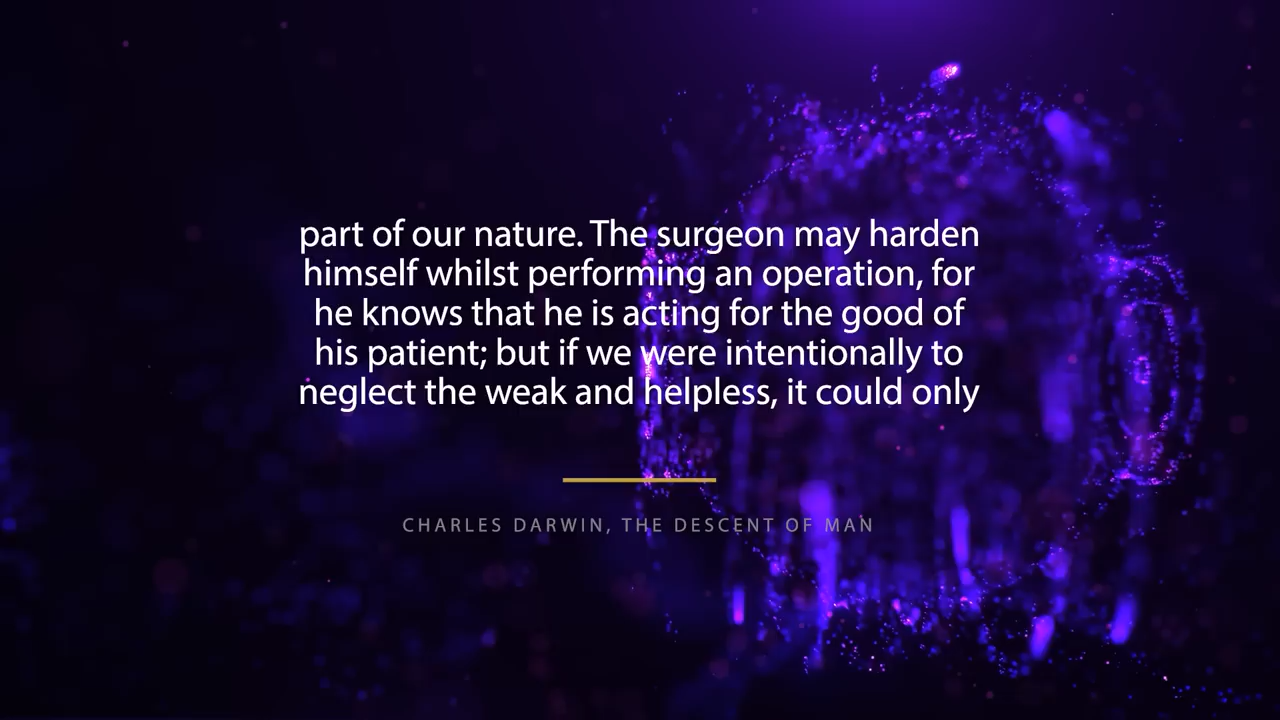 part of our nature. The surgeon may harden
himself whilst performing an operation, for
he knows that he is acting for the good of
his patient; but if we were intentionally to
neglect the weak and helpless, it could only
CHARLES DARWIN, THE DESCENT OF MAN